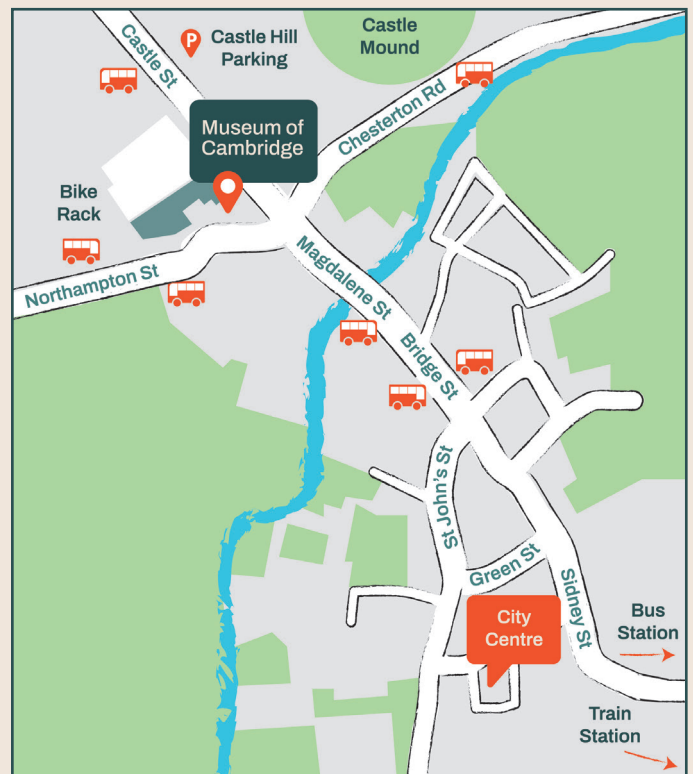 Castle St
P
Castle Hill
Parking
Castle
Mound
Chesterton Rd
Museum of
Cambridge
Bike
Rack
Northampton St
Magdalene St
Bridge St
St John's St
Green St
Sidney St
City
Centre
Bus
Station
Train
Station